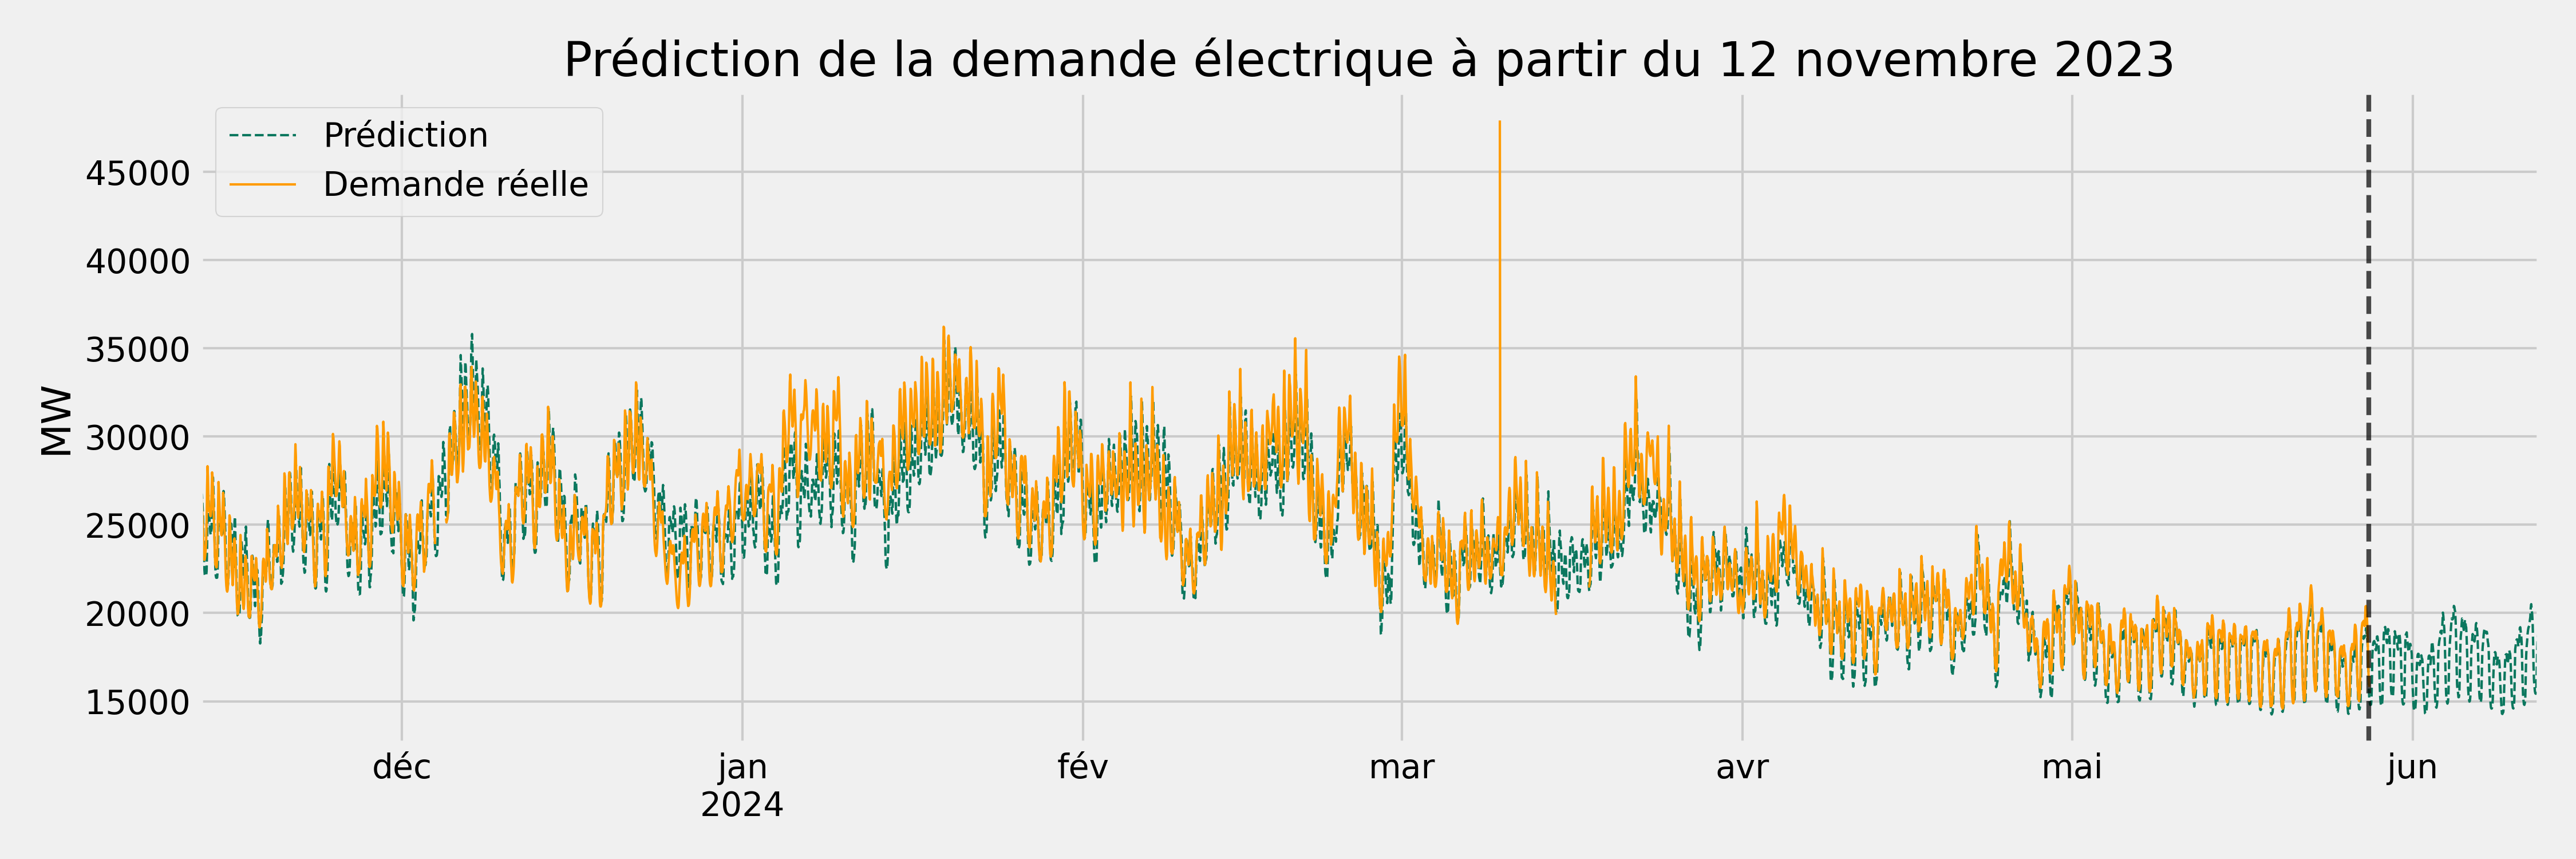 Prédiction de la demande électrique à partir du 12 novembre 2023
Prédiction
Demande réelle
MW
45000
40000
35000
30000
25000
20000
15000
déc
jan
fév
mar
avr
mai
jun
2024